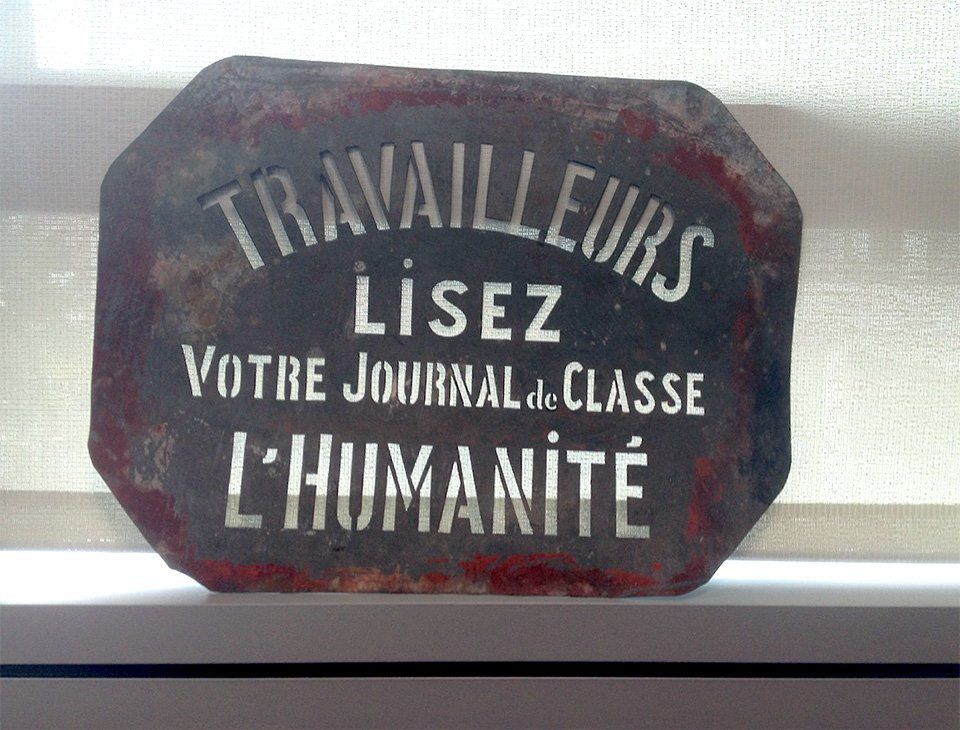 TRAVAILLEURS
LiSEZ
VOTRE JOURNAL de CLASSE
L'HUMANiTÉ